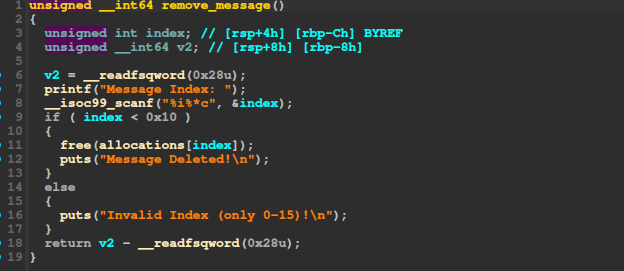 1 unsigned __int64 remove_message()
2 {
3 unsigned int index; // [rsp+4h] [rbp-Ch] BYREF
4 unsigned __int64 v2; // [rsp+8h] [rbp-8h]
5
6 v2 = __readfsqword(0x28u);
7 printf("Message Index: ");
8 __isoc99_scanf("%i%*c", &index);
9 if ( index < 0x10 )
10 {
11 free(allocations[index]);
12 puts("Message Deleted!\n");
13 }
14 else
15 {
16 puts("Invalid Index (only 0-15)!\n");
17 }
18 return v2 - __readfsqword(0x28u);
19 }